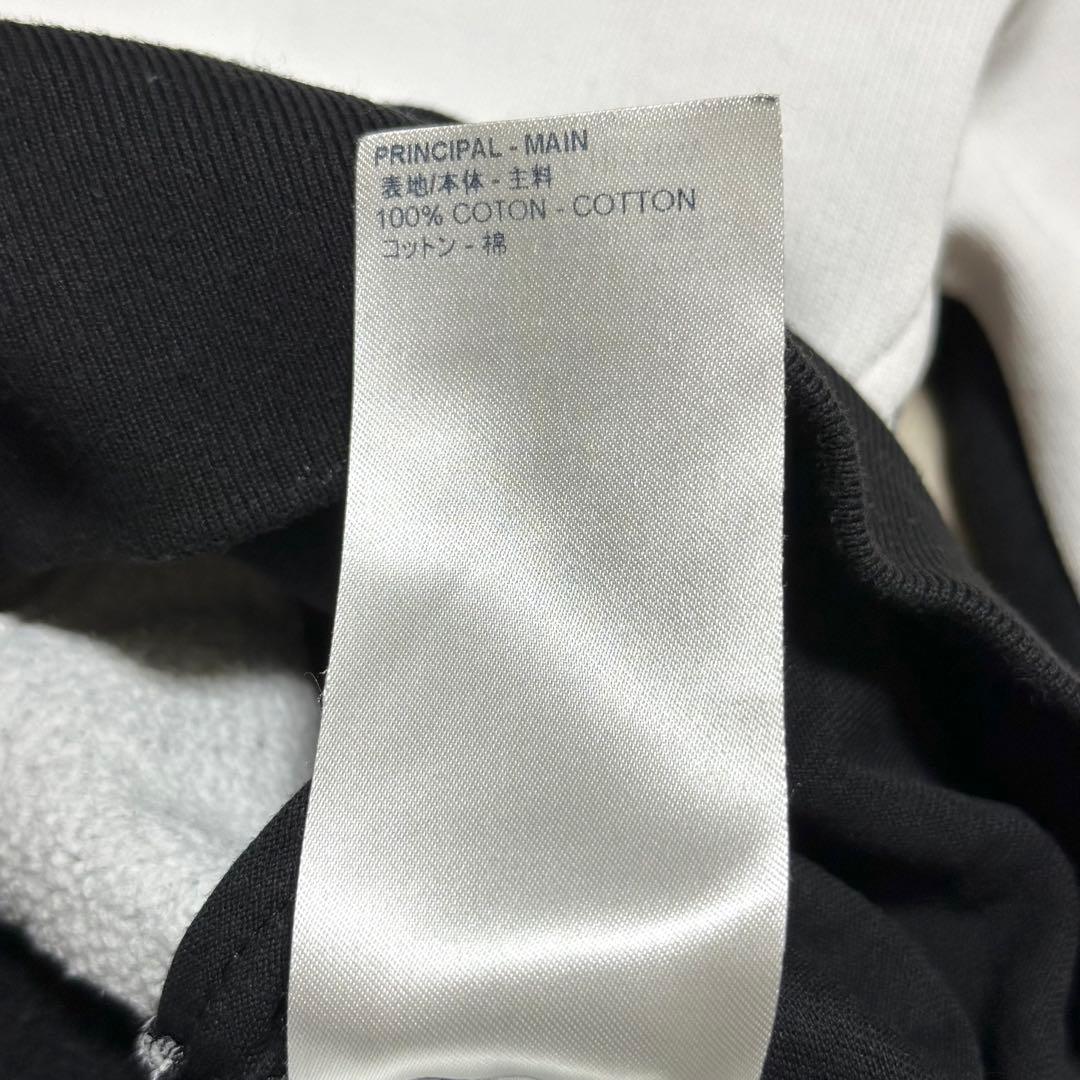 PRINCIPAL - MAIN
表地/本体 - 主料
100% COTON - COTTON
コットン - 棉